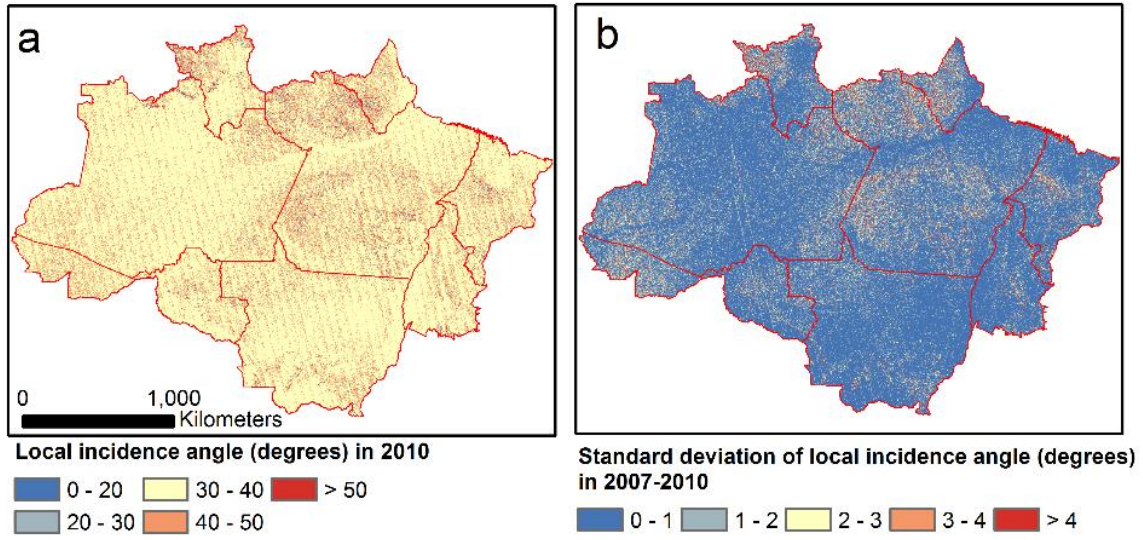 a
b
0 1,000
Kilometers
Local incidence angle (degrees) in 2010
0 - 20 30 - 40 > 50
20 - 30 40 - 50
Standard deviation of local incidence angle (degrees)
in 2007-2010
0 - 1 1 - 2 2 - 3 3 - 4 > 4